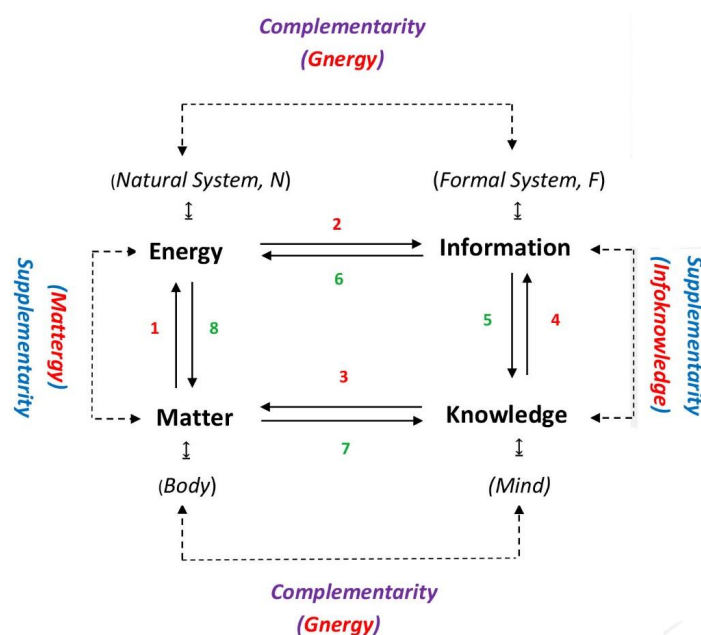 Complementarity
(Gnergy)
(Natural System, N)
(Formal System, F)
2
Energy
Information
6
Supplementarity
(Mattergy)
1
8
5
4
(Infoknowledge)
Supplementarity
3
Matter
Knowledge
7
(Body)
(Mind)
Complementarity
(Gnergy)